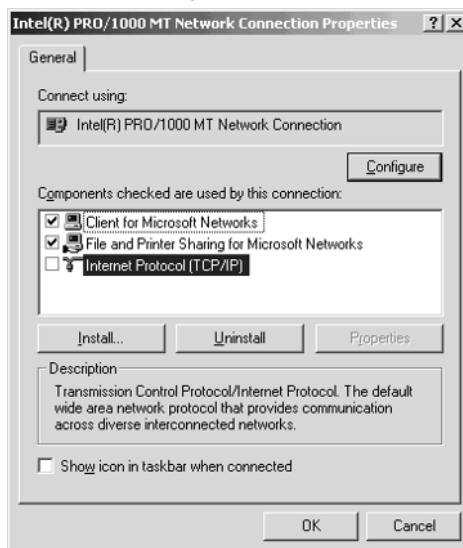 Intel(R) PRO/1000 MT Network Connection Properties
General
Connect using:
Intel(R) PRO/1000 MT Network Connection
Configure
Components checked are used by this connection:
Client for Microsoft Networks
File and Printer Sharing for Microsoft Networks
Internet Protocol (TCP/IP)
Install... Uninstall Properties
Description
Transmission Control Protocol/Internet Protocol. The default
wide area network protocol that provides communication
across diverse interconnected networks.
Show icon in taskbar when connected
OK Cancel